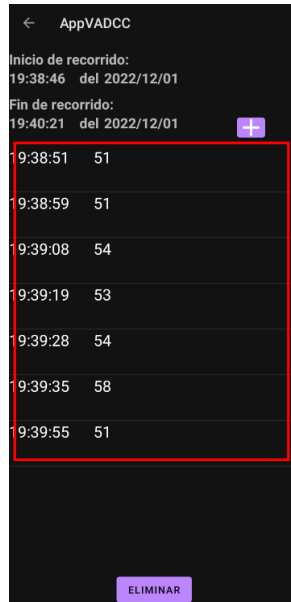 AppVADCC
Inicio de recorrido:
19:38:46 del 2022/12/01
Fin de recorrido:
19:40:21 del 2022/12/01
19:38:51 51
19:38:59 51
19:39:08 54
19:39:19 53
19:39:28 54
19:39:35 58
19:39:55 51
ELIMINAR